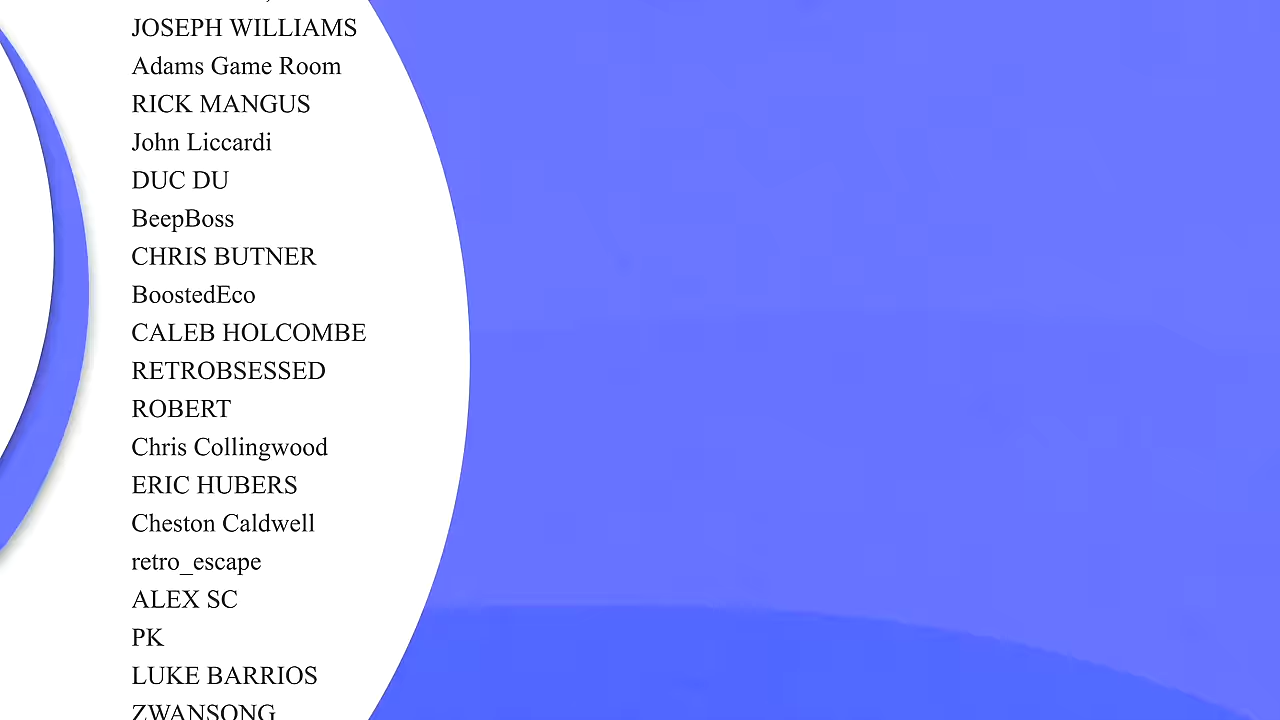 JOSEPH WILLIAMS
Adams Game Room
RICK MANGUS
John Liccardi
DUC DU
BeepBoss
CHRIS BUTNER
BoostedEco
CALEB HOLCOMBE
RETROBSESSED
ROBERT
Chris Collingwood
ERIC HUBERS
Cheston Caldwell
retro_escape
ALEX SC
PK
LUKE BARRIOS
ZWANSONG